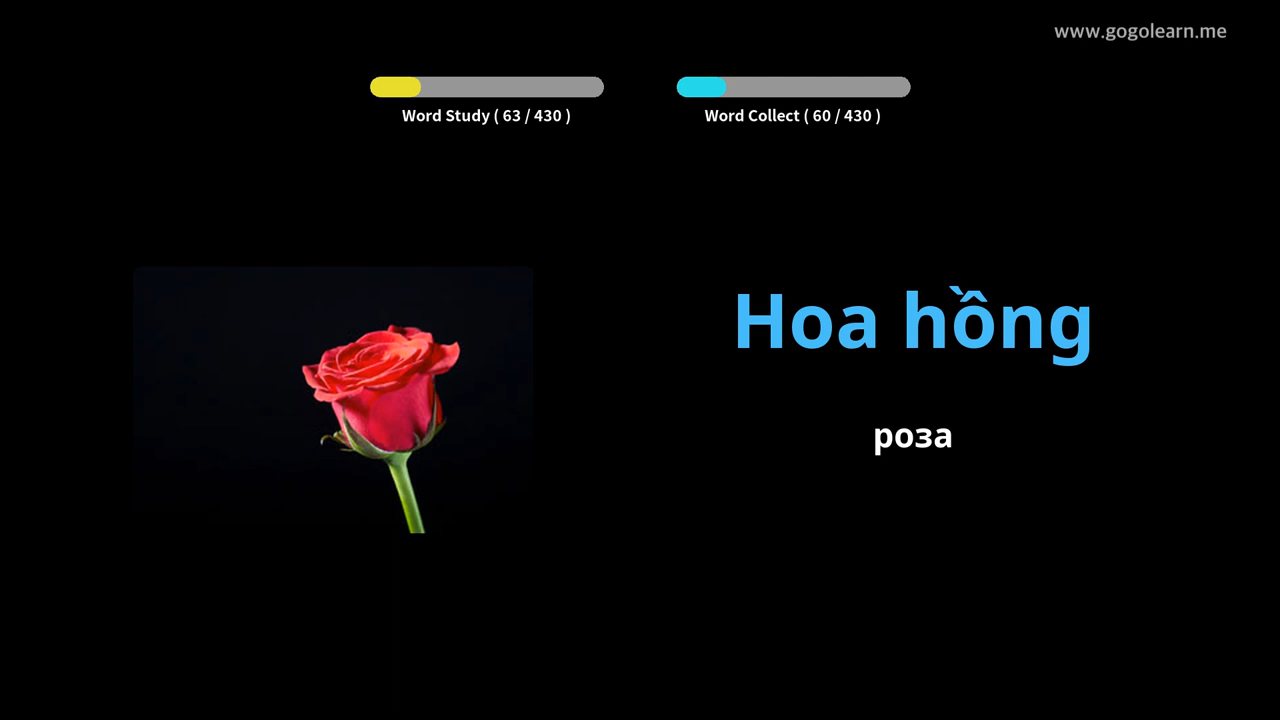 www.gogolearn.me
Word Study ( 63 / 430 )
Word Collect ( 60 / 430 )
Hoa hồng
роза